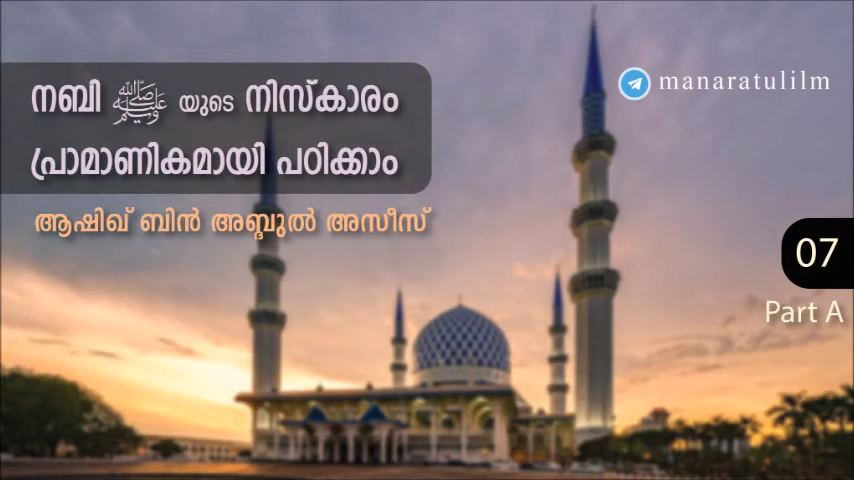 നബി ﷺ യുടെ നിസ്കാരം
പ്രാമാണികമായി പഠിക്കാം
ആഷിഖ് ബിൻ അബ്ദുൽ അസീസ്
manaratulilm
07
Part A